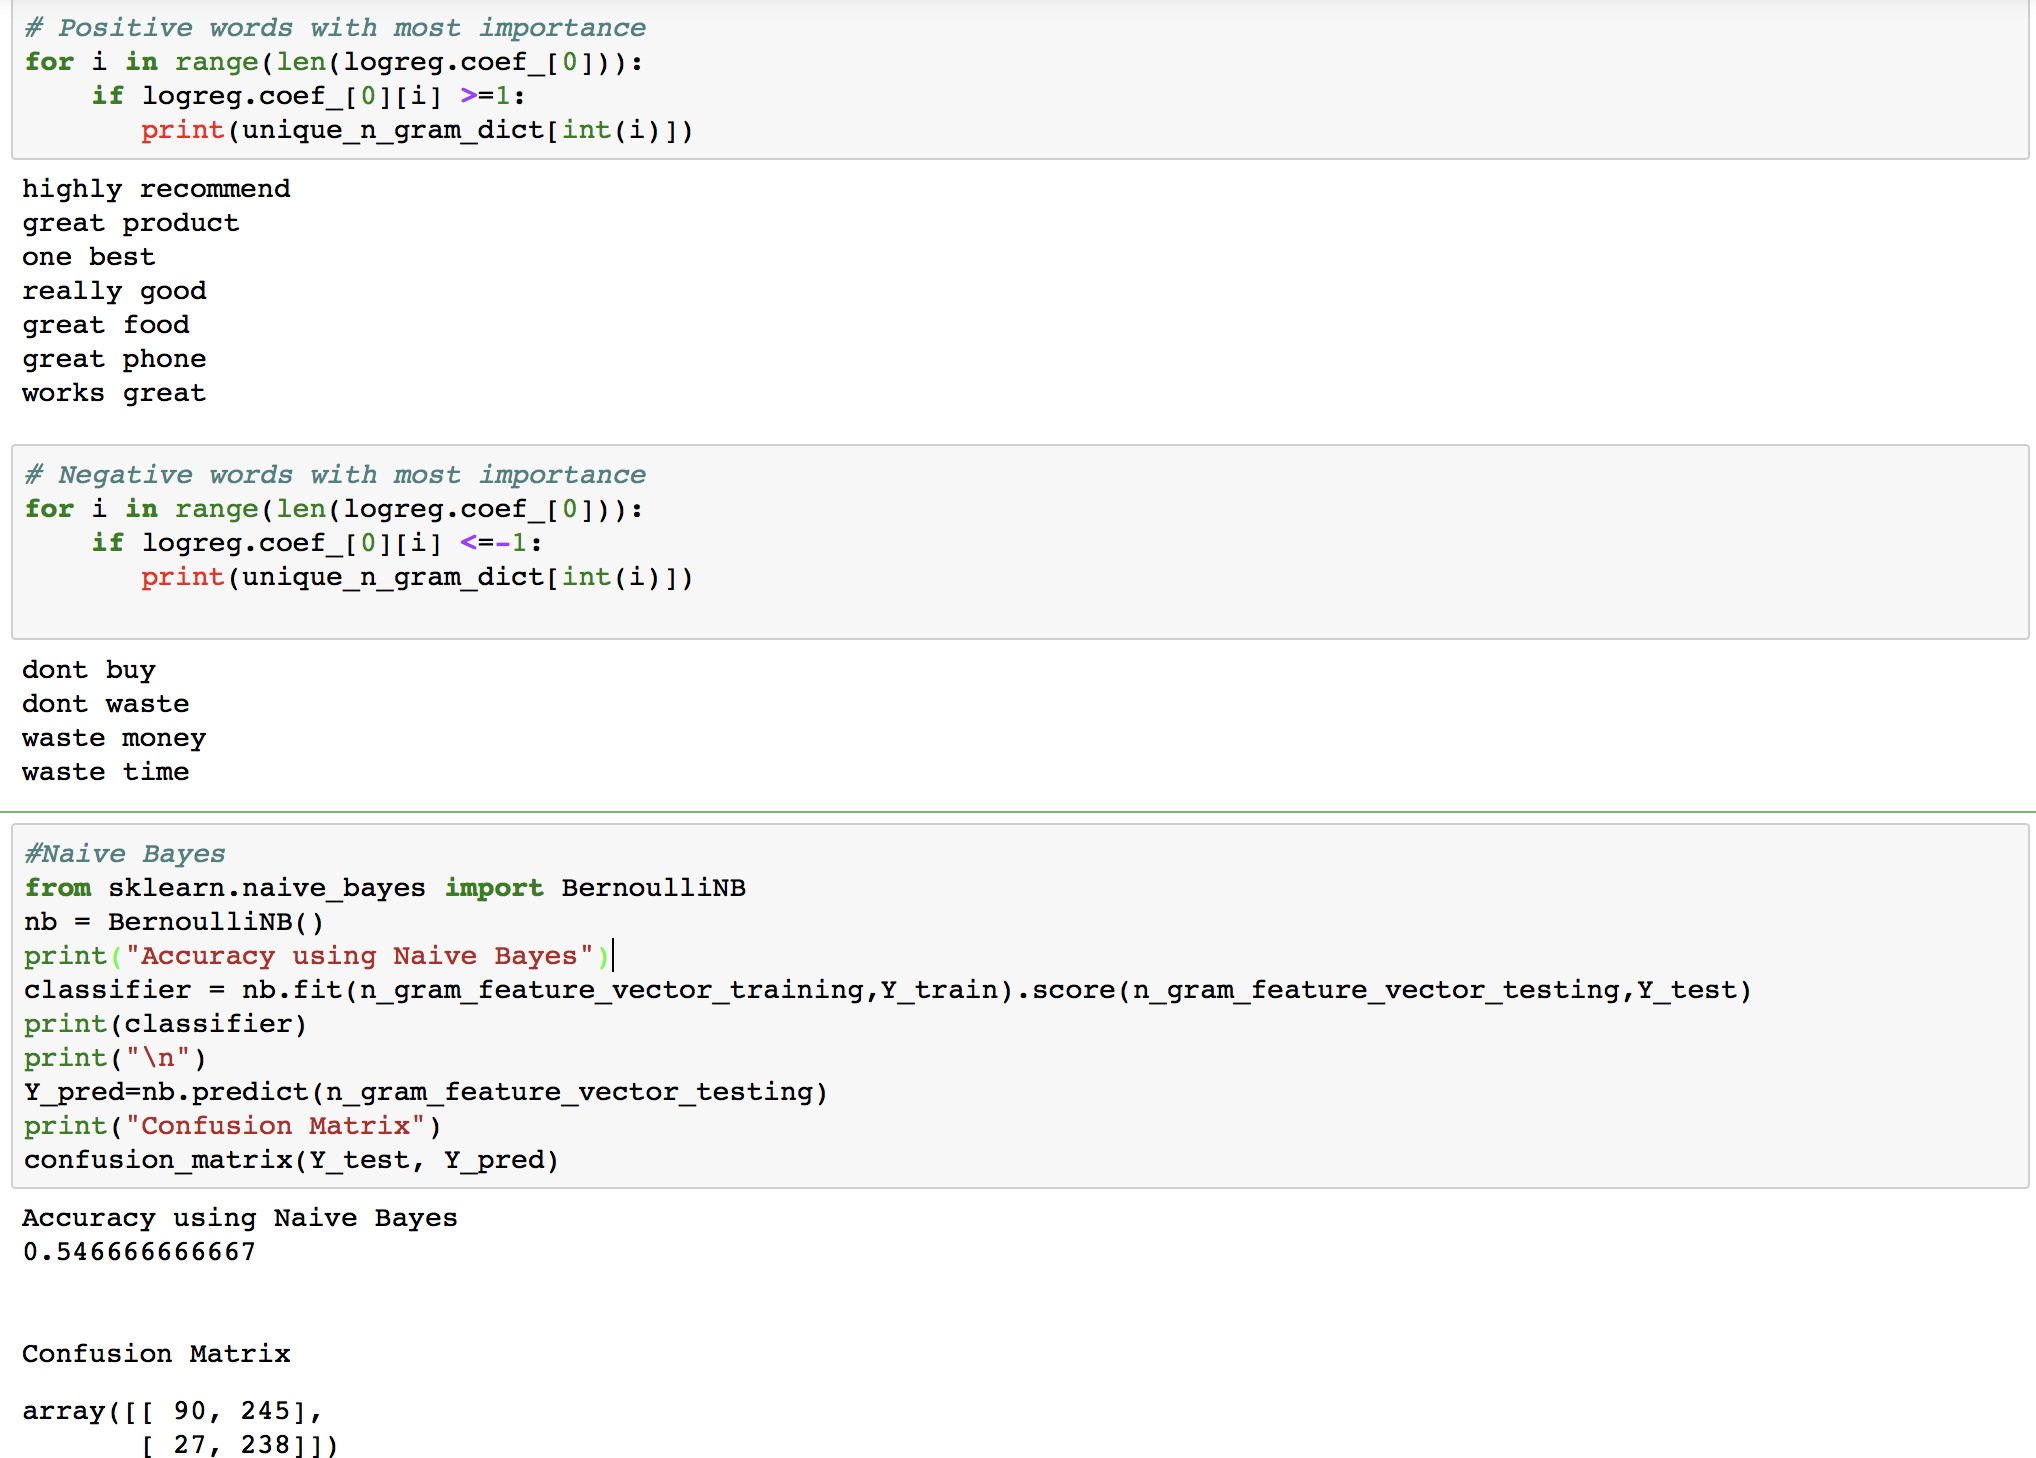 # Positive words with most importance
for i in range(len(logreg.coef_[0])):
    if logreg.coef_[0][i] >=1:
       print(unique_n_gram_dict[int(i)])
highly recommend
great product
one best
really good
great food
great phone
works great
# Negative words with most importance
for i in range(len(logreg.coef_[0])):
    if logreg.coef_[0][i] <=-1:
       print(unique_n_gram_dict[int(i)])
dont buy
dont waste
waste money
waste time
#Naive Bayes
from sklearn.naive_bayes import BernoulliNB
nb = BernoulliNB()
print("Accuracy using Naive Bayes")
classifier = nb.fit(n_gram_feature_vector_training,Y_train).score(n_gram_feature_vector_testing,Y_test)
print(classifier)
print("\n")
Y_pred=nb.predict(n_gram_feature_vector_testing)
print("Confusion Matrix")
confusion_matrix(Y_test, Y_pred)
Accuracy using Naive Bayes
0.546666666667
Confusion Matrix
array([[ 90, 245],
       [ 27, 238]])